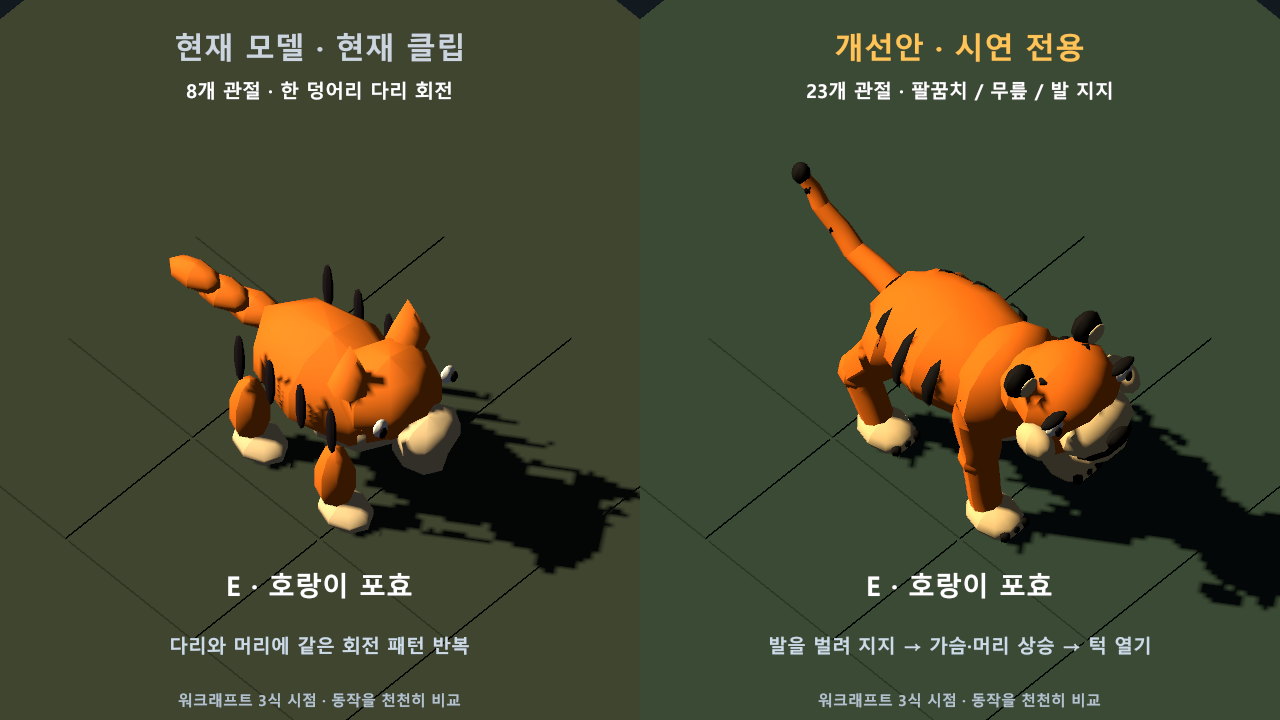 현재 모델 · 현재 클립
8개 관절 · 한 덩어리 다리 회전
E · 호랑이 포효
다리와 머리에 같은 회전 패턴 반복
워크래프트 3식 시점 · 동작을 천천히 비교
개선안 · 시연 전용
23개 관절 · 팔꿈치 / 무릎 / 발 지지
E · 호랑이 포효
발을 벌려 지지 → 가슴·머리 상승 → 턱 열기
워크래프트 3식 시점 · 동작을 천천히 비교